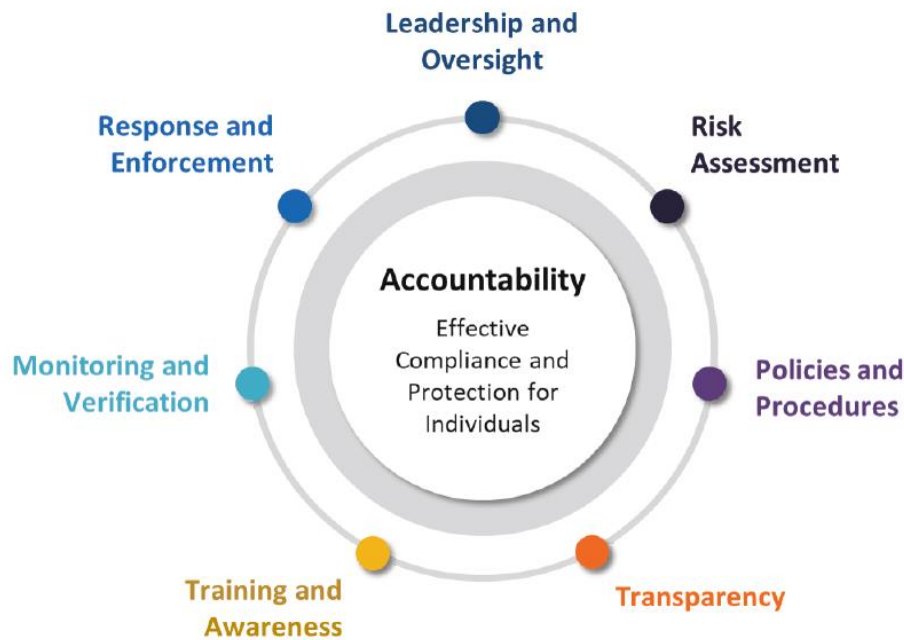 Leadership and
Oversight
Response and
Enforcement
Risk
Assessment
Accountability
Effective
Compliance and
Protection for
Individuals
Monitoring and
Verification
Policies and
Procedures
Training and
Awareness
Transparency